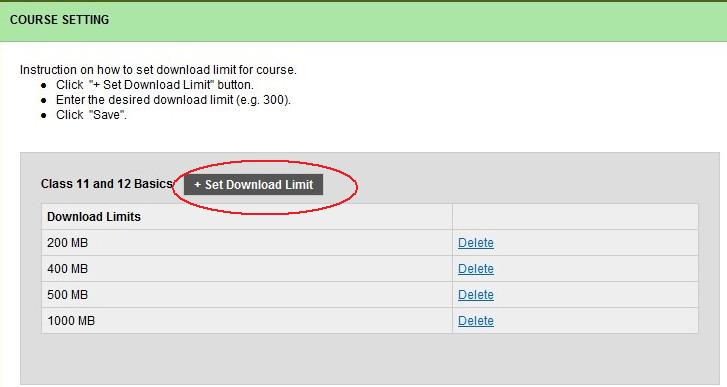 COURSE SETTING
Instruction on how to set download limit for course.
• Click "+ Set Download Limit" button.
• Enter the desired download limit (e.g. 300).
• Click "Save".
Class 11 and 12 Basics + Set Download Limit
Download Limits
200 MB Delete
400 MB Delete
500 MB Delete
1000 MB Delete